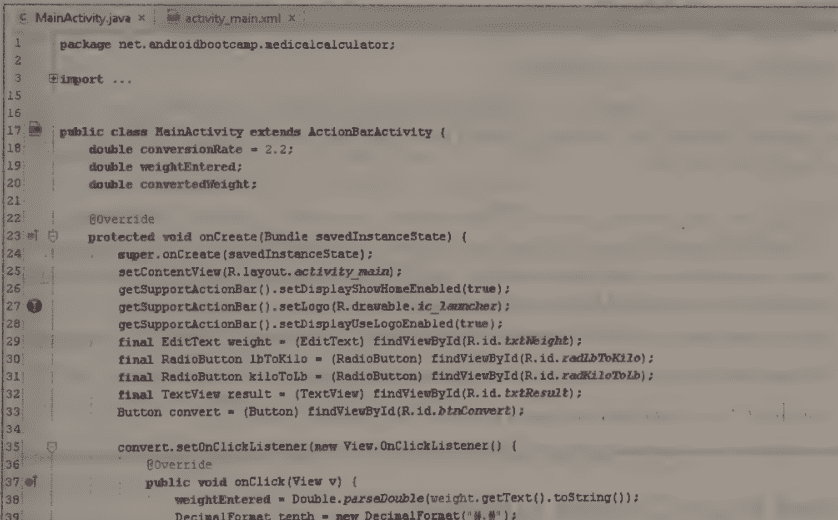 MainActivity.java × activity_main.xml ×
1 package net.androidbootcamp.medicalcalculator;
2
3 import ...
15
16
17 public class MainActivity extends ActionBarActivity {
18 double conversionRate = 2.2;
19 double weightEntered;
20 double convertedWeight;
21
22 @Override
23 protected void onCreate(Bundle savedInstanceState) {
24 super.onCreate(savedInstanceState);
25 setContentView(R.layout.activity_main);
26 getSupportActionBar().setDisplayShowHomeEnabled(true);
27 getSupportActionBar().setLogo(R.drawable.ic_launcher);
28 getSupportActionBar().setDisplayUseLogoEnabled(true);
29 final EditText weight = (EditText) findViewById(R.id.txtWeight);
30 final RadioButton lbToKilo = (RadioButton) findViewById(R.id.radLbToKilo);
31 final RadioButton kiloToLb = (RadioButton) findViewById(R.id.radKiloToLb);
32 final TextView result = (TextView) findViewById(R.id.txtResult);
33 Button convert = (Button) findViewById(R.id.btnConvert);
34
35 convert.setOnClickListener(new View.OnClickListener() {
36 @Override
37 public void onClick(View v) {
38 weightEntered = Double.parseDouble(weight.getText().toString());
39 DecimalFormat tenth = new DecimalFormat("#.#");